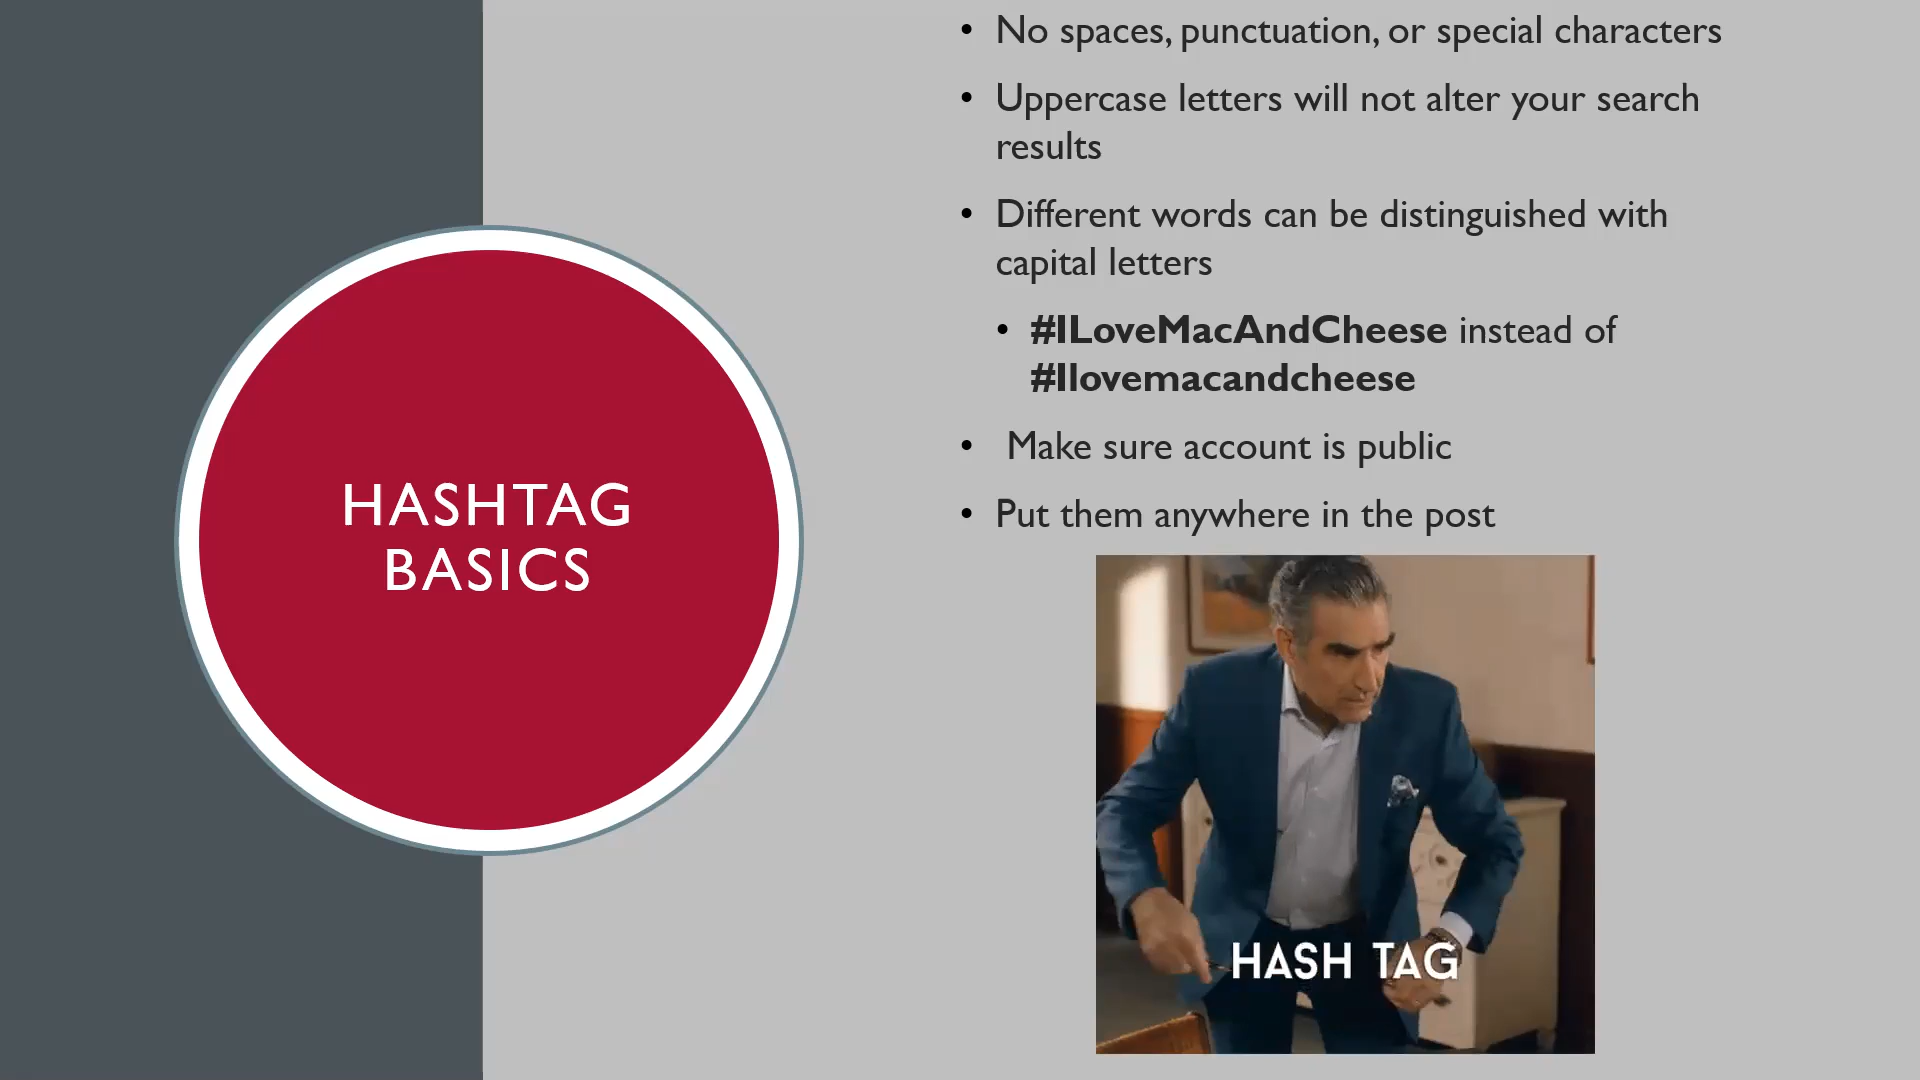 HASHTAG
BASICS
• No spaces, punctuation, or special characters
• Uppercase letters will not alter your search
results
• Different words can be distinguished with
capital letters
• #ILoveMacAndCheese instead of
#Ilovemacandcheese
• Make sure account is public
• Put them anywhere in the post
HASH TAG